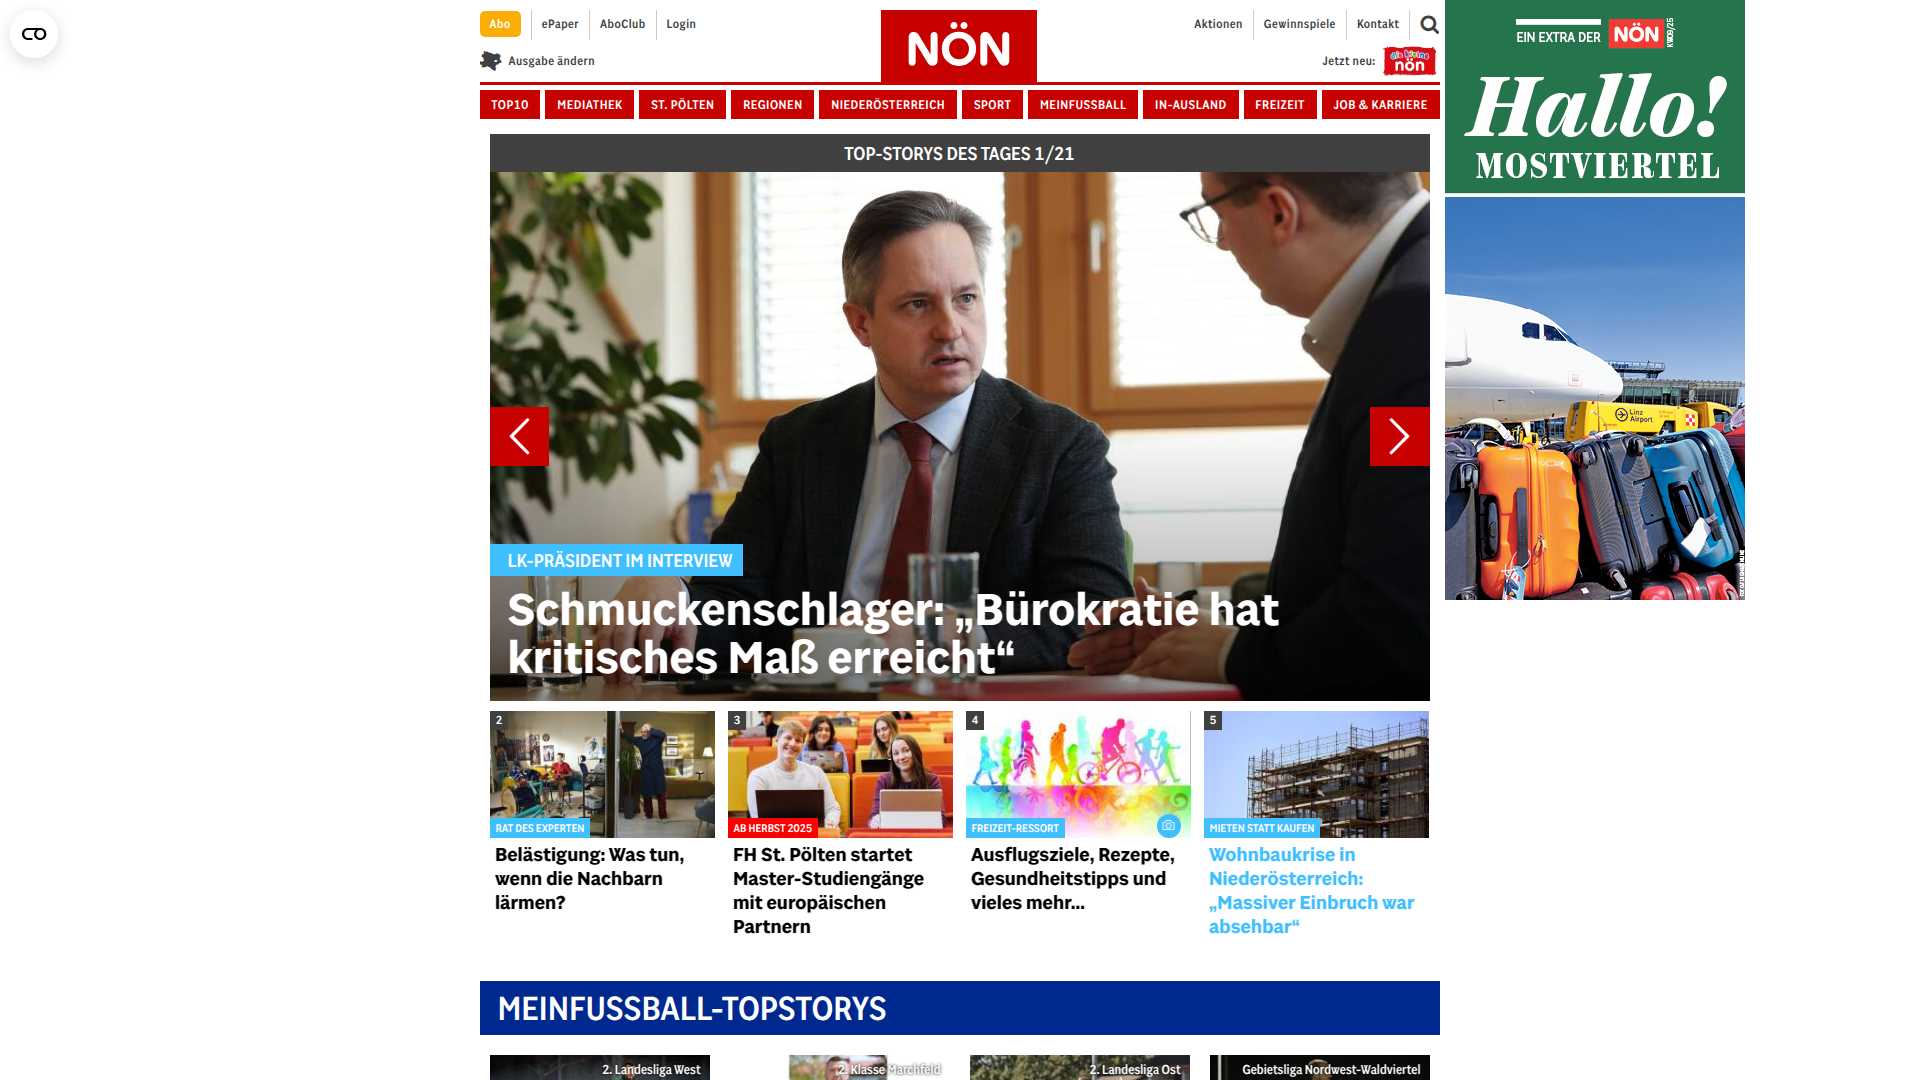 Abo
ePaper
AboClub
Login
NÖN
Aktionen
Gewinnspiele
Kontakt
Ausgabe ändern
Jetzt neu:
die kleine
nön
TOP10
MEDIATHEK
ST. PÖLTEN
REGIONEN
NIEDERÖSTERREICH
SPORT
MEINFUSSBALL
IN-AUSLAND
FREIZEIT
JOB & KARRIERE
EIN EXTRA DER NÖN KW09/25
Hallo!
MOSTVIERTEL
Linz
Airport
TOP-STORYS DES TAGES 1/21
LK-PRÄSIDENT IM INTERVIEW
Schmuckenschlager: „Bürokratie hat
kritisches Maß erreicht“
2
RAT DES EXPERTEN
Belästigung: Was tun,
wenn die Nachbarn
lärmen?
3
AB HERBST 2025
FH St. Pölten startet
Master-Studiengänge
mit europäischen
Partnern
4
FREIZEIT-RESSORT
Ausflugsziele, Rezepte,
Gesundheitstipps und
vieles mehr...
5
MIETEN STATT KAUFEN
Wohnbaukrise in
Niederösterreich:
„Massiver Einbruch war
absehbar“
MEINFUSSBALL-TOPSTORYS
2. Landesliga West
2. Klasse Marchfeld
2. Landesliga Ost
Gebietsliga Nordwest-Waldviertel